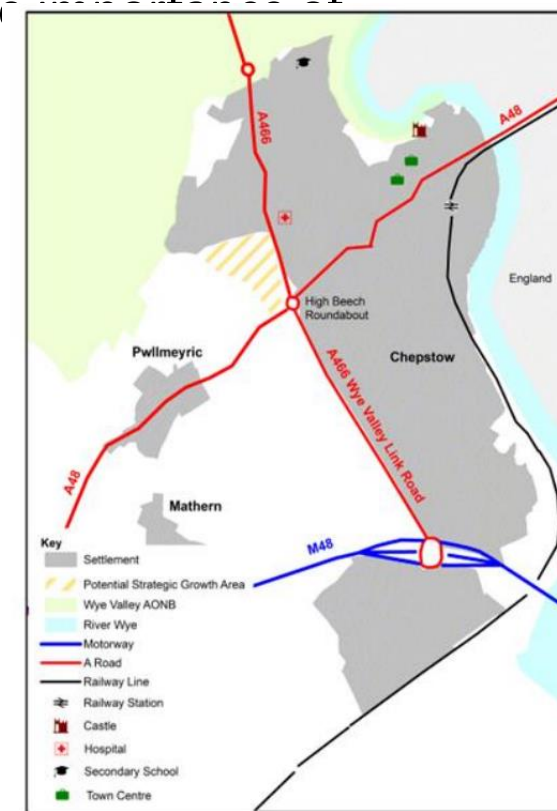 A466
A48
England
High Beech
Roundabout
Pwllmeyric
Chepstow
A466 Wye Valley Link Road
A48
Mathern
M48
Key
Settlement
Potential Strategic Growth Area
Wye Valley AONB
River Wye
Motorway
A Road
Railway Line
Railway Station
Castle
Hospital
Secondary School
Town Centre